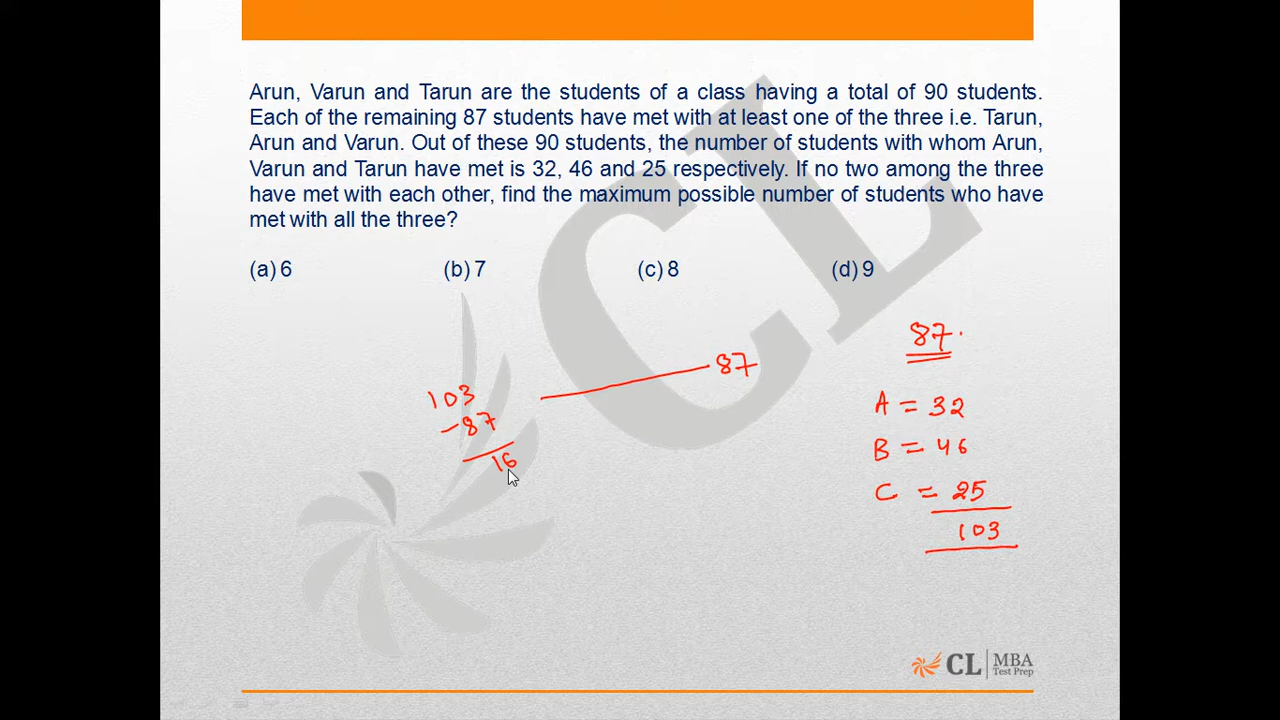 Arun, Varun and Tarun are the students of a class having a total of 90 students.
Each of the remaining 87 students have met with at least one of the three i.e. Tarun,
Arun and Varun. Out of these 90 students, the number of students with whom Arun,
Varun and Tarun have met is 32, 46 and 25 respectively. If no two among the three
have met with each other, find the maximum possible number of students who have
met with all the three?
(a) 6 (b) 7 (c) 8 (d) 9
87.
87
103
-87
16
A = 32
B = 46
C = 25
103
CL MBA
Test Prep
CL